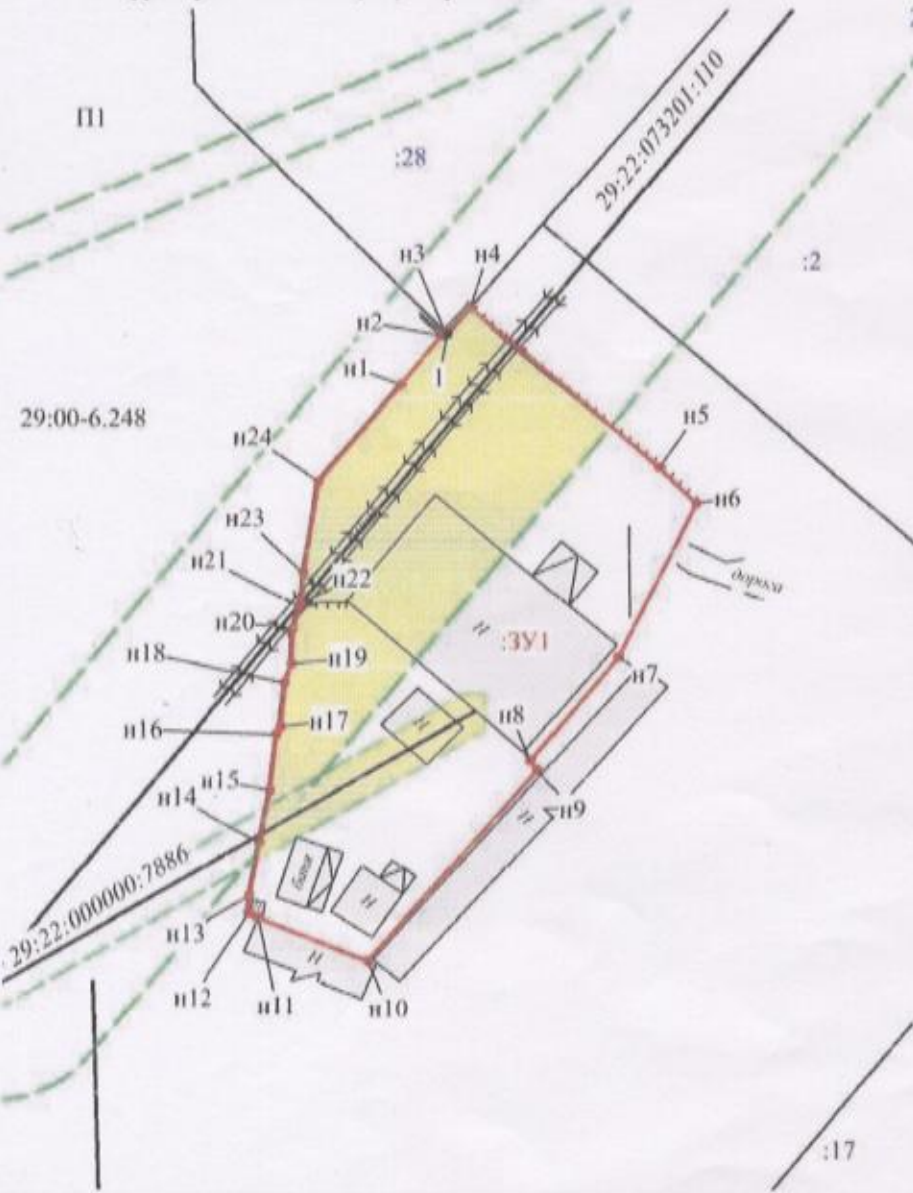 П1
:28
29:22:073201:110
:2
н3
н4
н2
1
н1
29:00-6.248
н24
н5
н6
н23
н21
н22
дорога
н20
Н
:ЗУ1
н18
н19
н7
н17
н16
Н
н8
н15
н14
н9
баня
Н
29:22:000000:7886
н13
Н
н12
н11
н10
:17